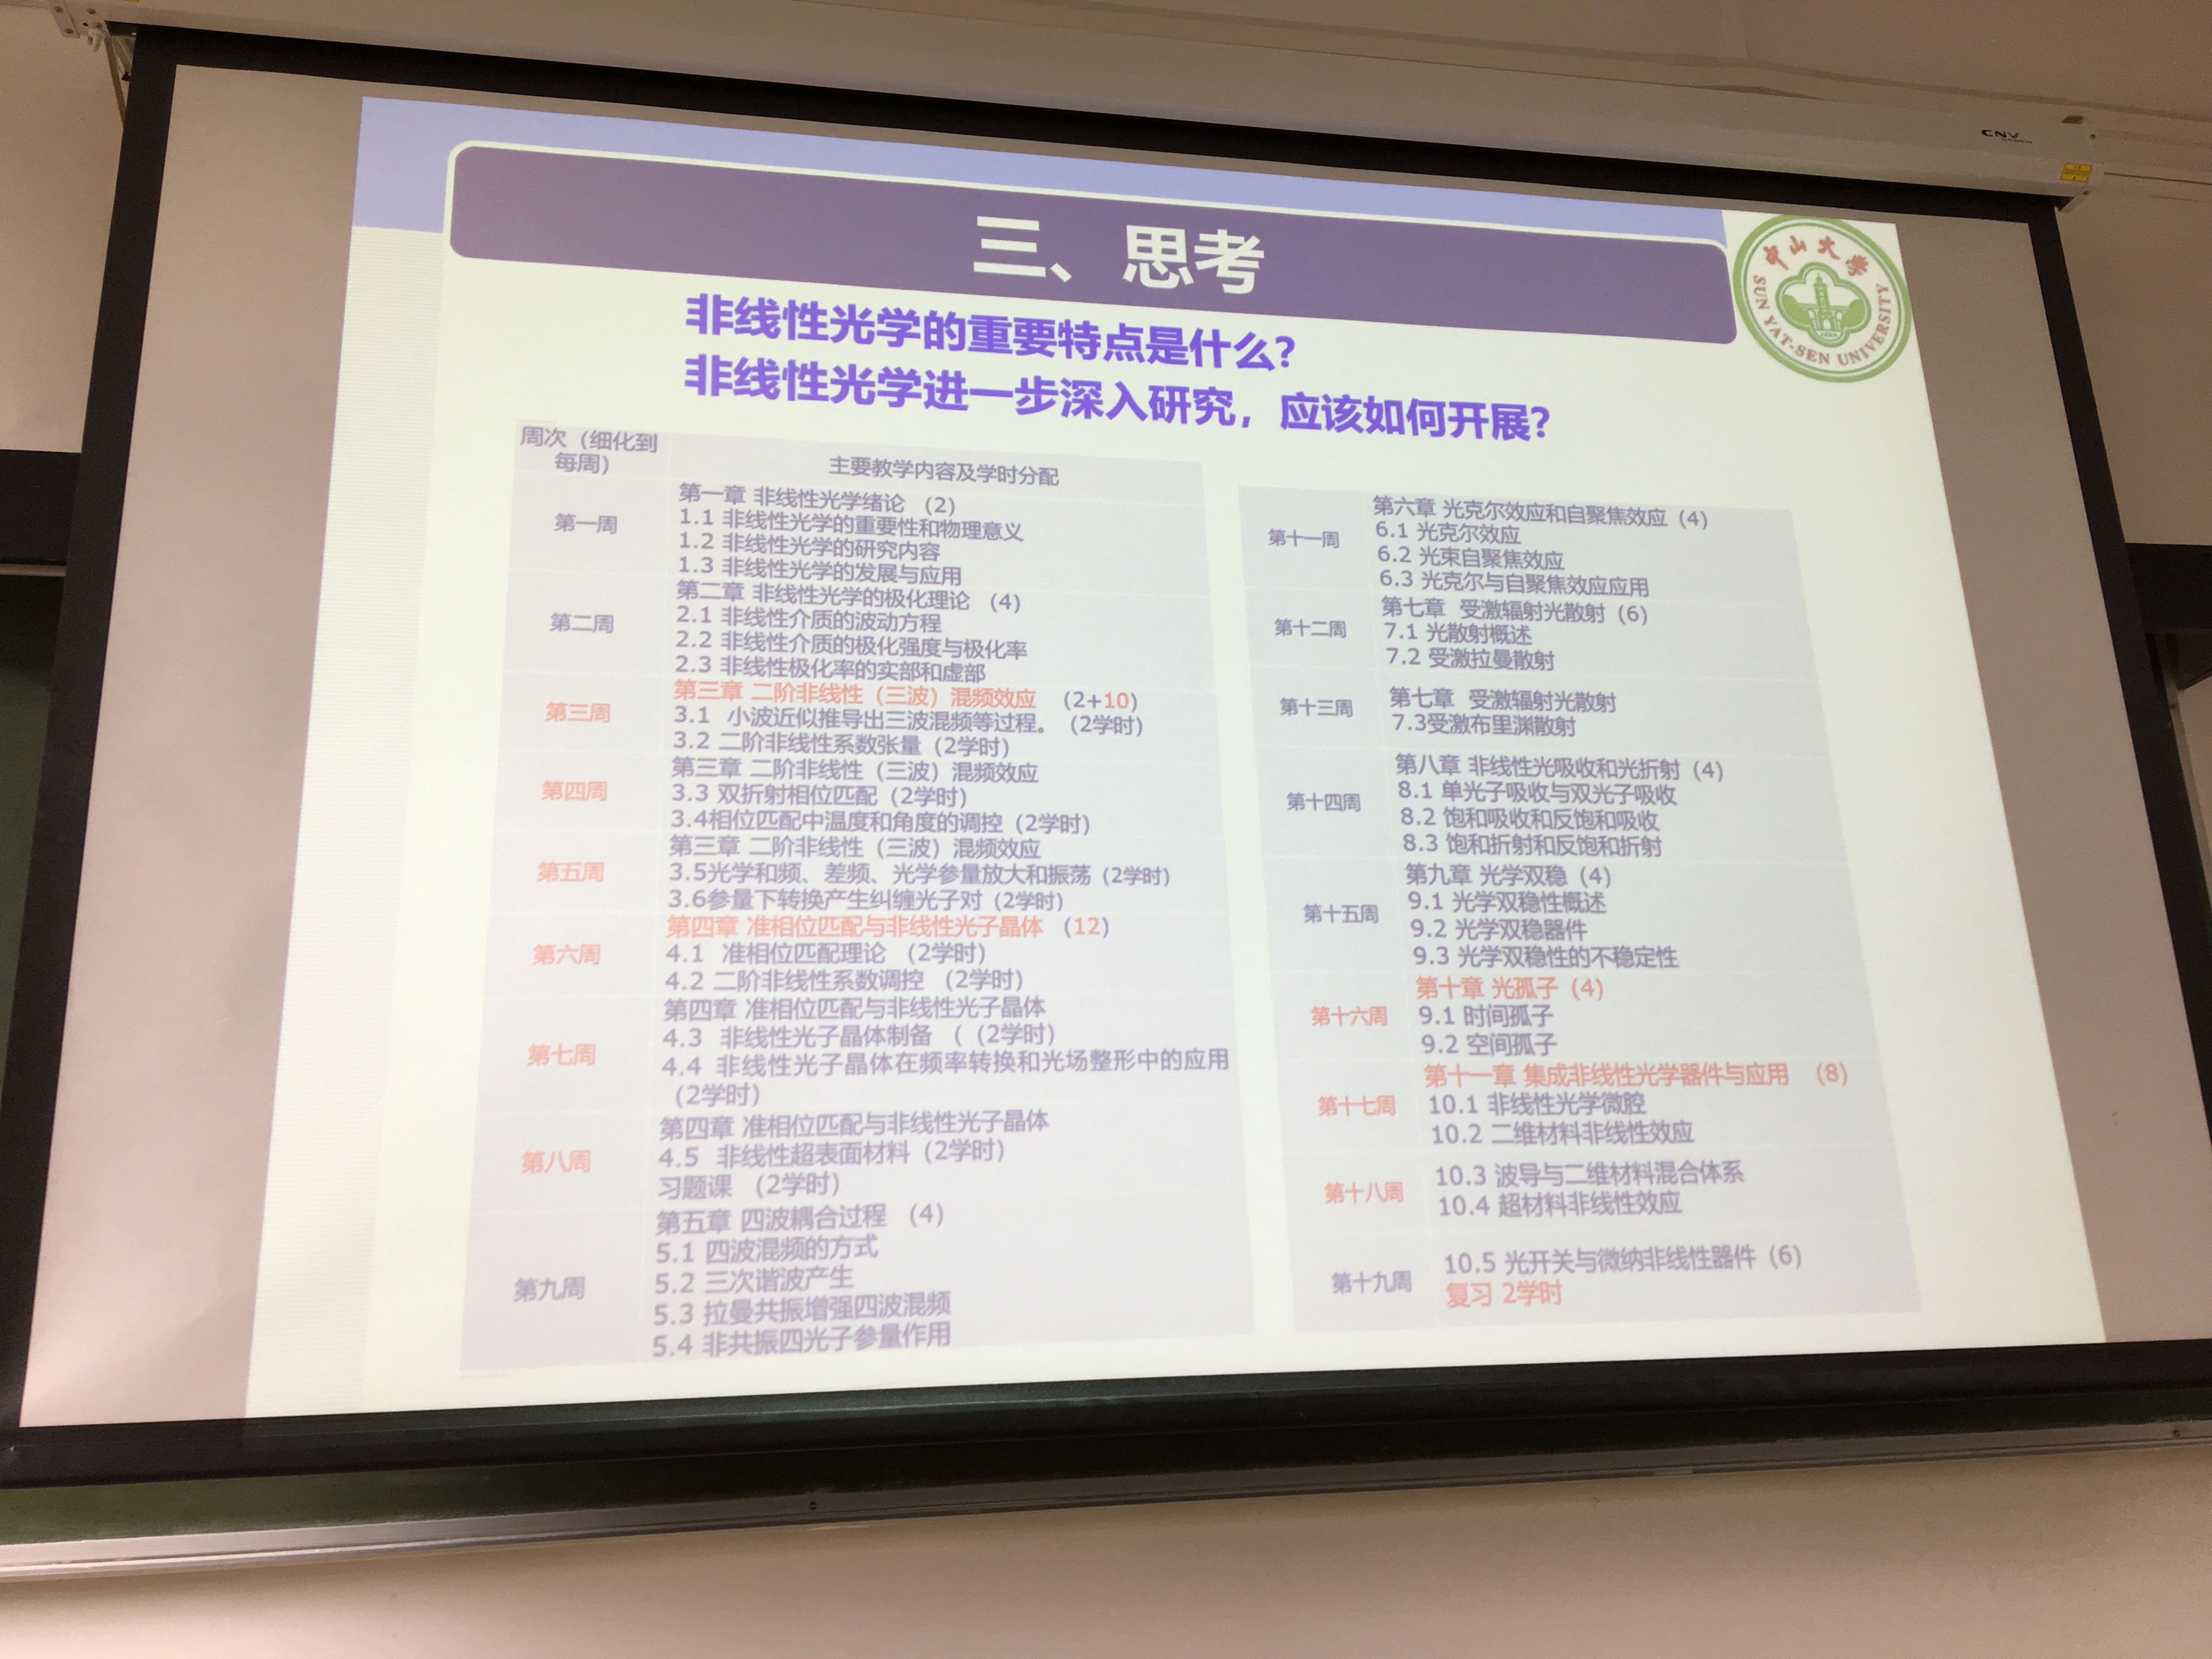 CNV
三、思考
中山大学
SUN YAT-SEN UNIVERSITY
非线性光学的重要特点是什么?
非线性光学进一步深入研究，应该如何开展?
周次（细化到
每周）
主要教学内容及学时分配
第一周
第一章 非线性光学绪论 （2）
1.1 非线性光学的重要性和物理意义
1.2 非线性光学的研究内容
1.3 非线性光学的发展与应用
第二周
第二章 非线性光学的极化理论 （4）
2.1 非线性介质的波动方程
2.2 非线性介质的极化强度与极化率
2.3 非线性极化率的实部和虚部
第三周
第三章 二阶非线性（三波）混频效应 （2+10）
3.1 小波近似推导出三波混频等过程。（2学时）
3.2 二阶非线性系数张量（2学时）
第四周
第三章 二阶非线性（三波）混频效应
3.3 双折射相位匹配（2学时）
3.4相位匹配中温度和角度的调控（2学时）
第五周
第三章 二阶非线性（三波）混频效应
3.5光学和频、差频、光学参量放大和振荡（2学时）
3.6参量下转换产生纠缠光子对（2学时）
第六周
第四章 准相位匹配与非线性光子晶体 （12）
4.1 准相位匹配理论 （2学时）
4.2 二阶非线性系数调控 （2学时）
第七周
第四章 准相位匹配与非线性光子晶体
4.3 非线性光子晶体制备 （（2学时）
4.4 非线性光子晶体在频率转换和光场整形中的应用
（2学时）
第八周
第四章 准相位匹配与非线性光子晶体
4.5 非线性超表面材料（2学时）
习题课 （2学时）
第九周
第五章 四波耦合过程 （4）
5.1 四波混频的方式
5.2 三次谐波产生
5.3 拉曼共振增强四波混频
5.4 非共振四光子参量作用
第十一周
第六章 光克尔效应和自聚焦效应（4）
6.1 光克尔效应
6.2 光束自聚焦效应
6.3 光克尔与自聚焦效应应用
第十二周
第七章 受激辐射光散射（6）
7.1 光散射概述
7.2 受激拉曼散射
第十三周
第七章 受激辐射光散射
7.3受激布里渊散射
第十四周
第八章 非线性光吸收和光折射（4）
8.1 单光子吸收与双光子吸收
8.2 饱和吸收和反饱和吸收
8.3 饱和折射和反饱和折射
第十五周
第九章 光学双稳（4）
9.1 光学双稳性概述
9.2 光学双稳器件
9.3 光学双稳性的不稳定性
第十六周
第十章 光孤子（4）
9.1 时间孤子
9.2 空间孤子
第十七周
第十一章 集成非线性光学器件与应用 （8）
10.1 非线性光学微腔
10.2 二维材料非线性效应
第十八周
10.3 波导与二维材料混合体系
10.4 超材料非线性效应
第十九周
10.5 光开关与微纳非线性器件（6）
复习 2学时